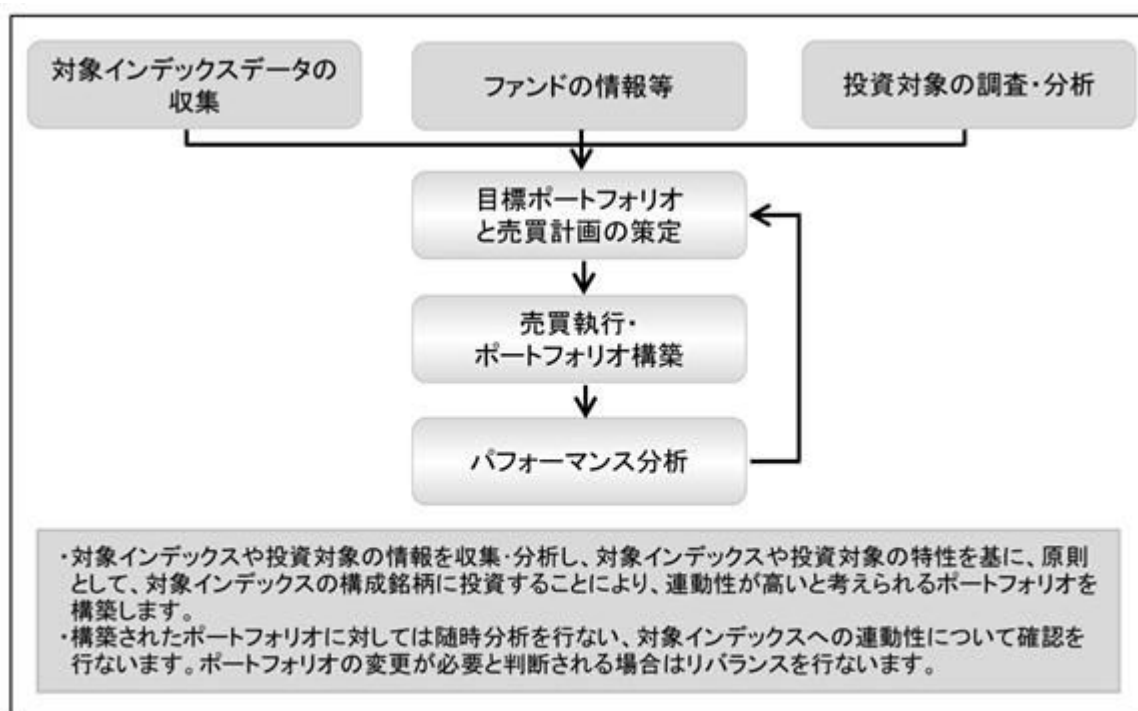 対象インデックスデータの
収集
ファンドの情報等
投資対象の調査・分析
目標ポートフォリオ
と売買計画の策定
売買執行・
ポートフォリオ構築
パフォーマンス分析
・対象インデックスや投資対象の情報を収集・分析し、対象インデックスや投資対象の特性を基に、原則
として、対象インデックスの構成銘柄に投資することにより、連動性が高いと考えられるポートフォリオを
構築します。
・構築されたポートフォリオに対しては随時分析を行ない、対象インデックスへの連動性について確認を
行ないます。ポートフォリオの変更が必要と判断される場合はリバランスを行ないます。